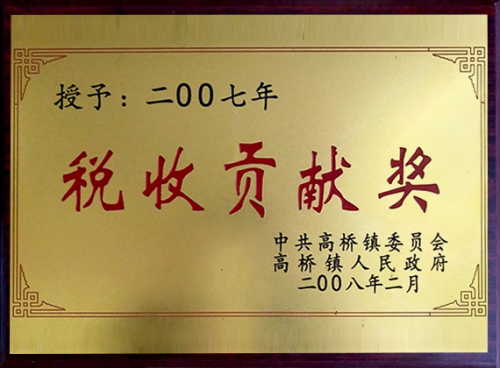 授予：二00七年
税收贡献奖
中共高桥镇委员会
高桥镇人民政府
二00八年二月